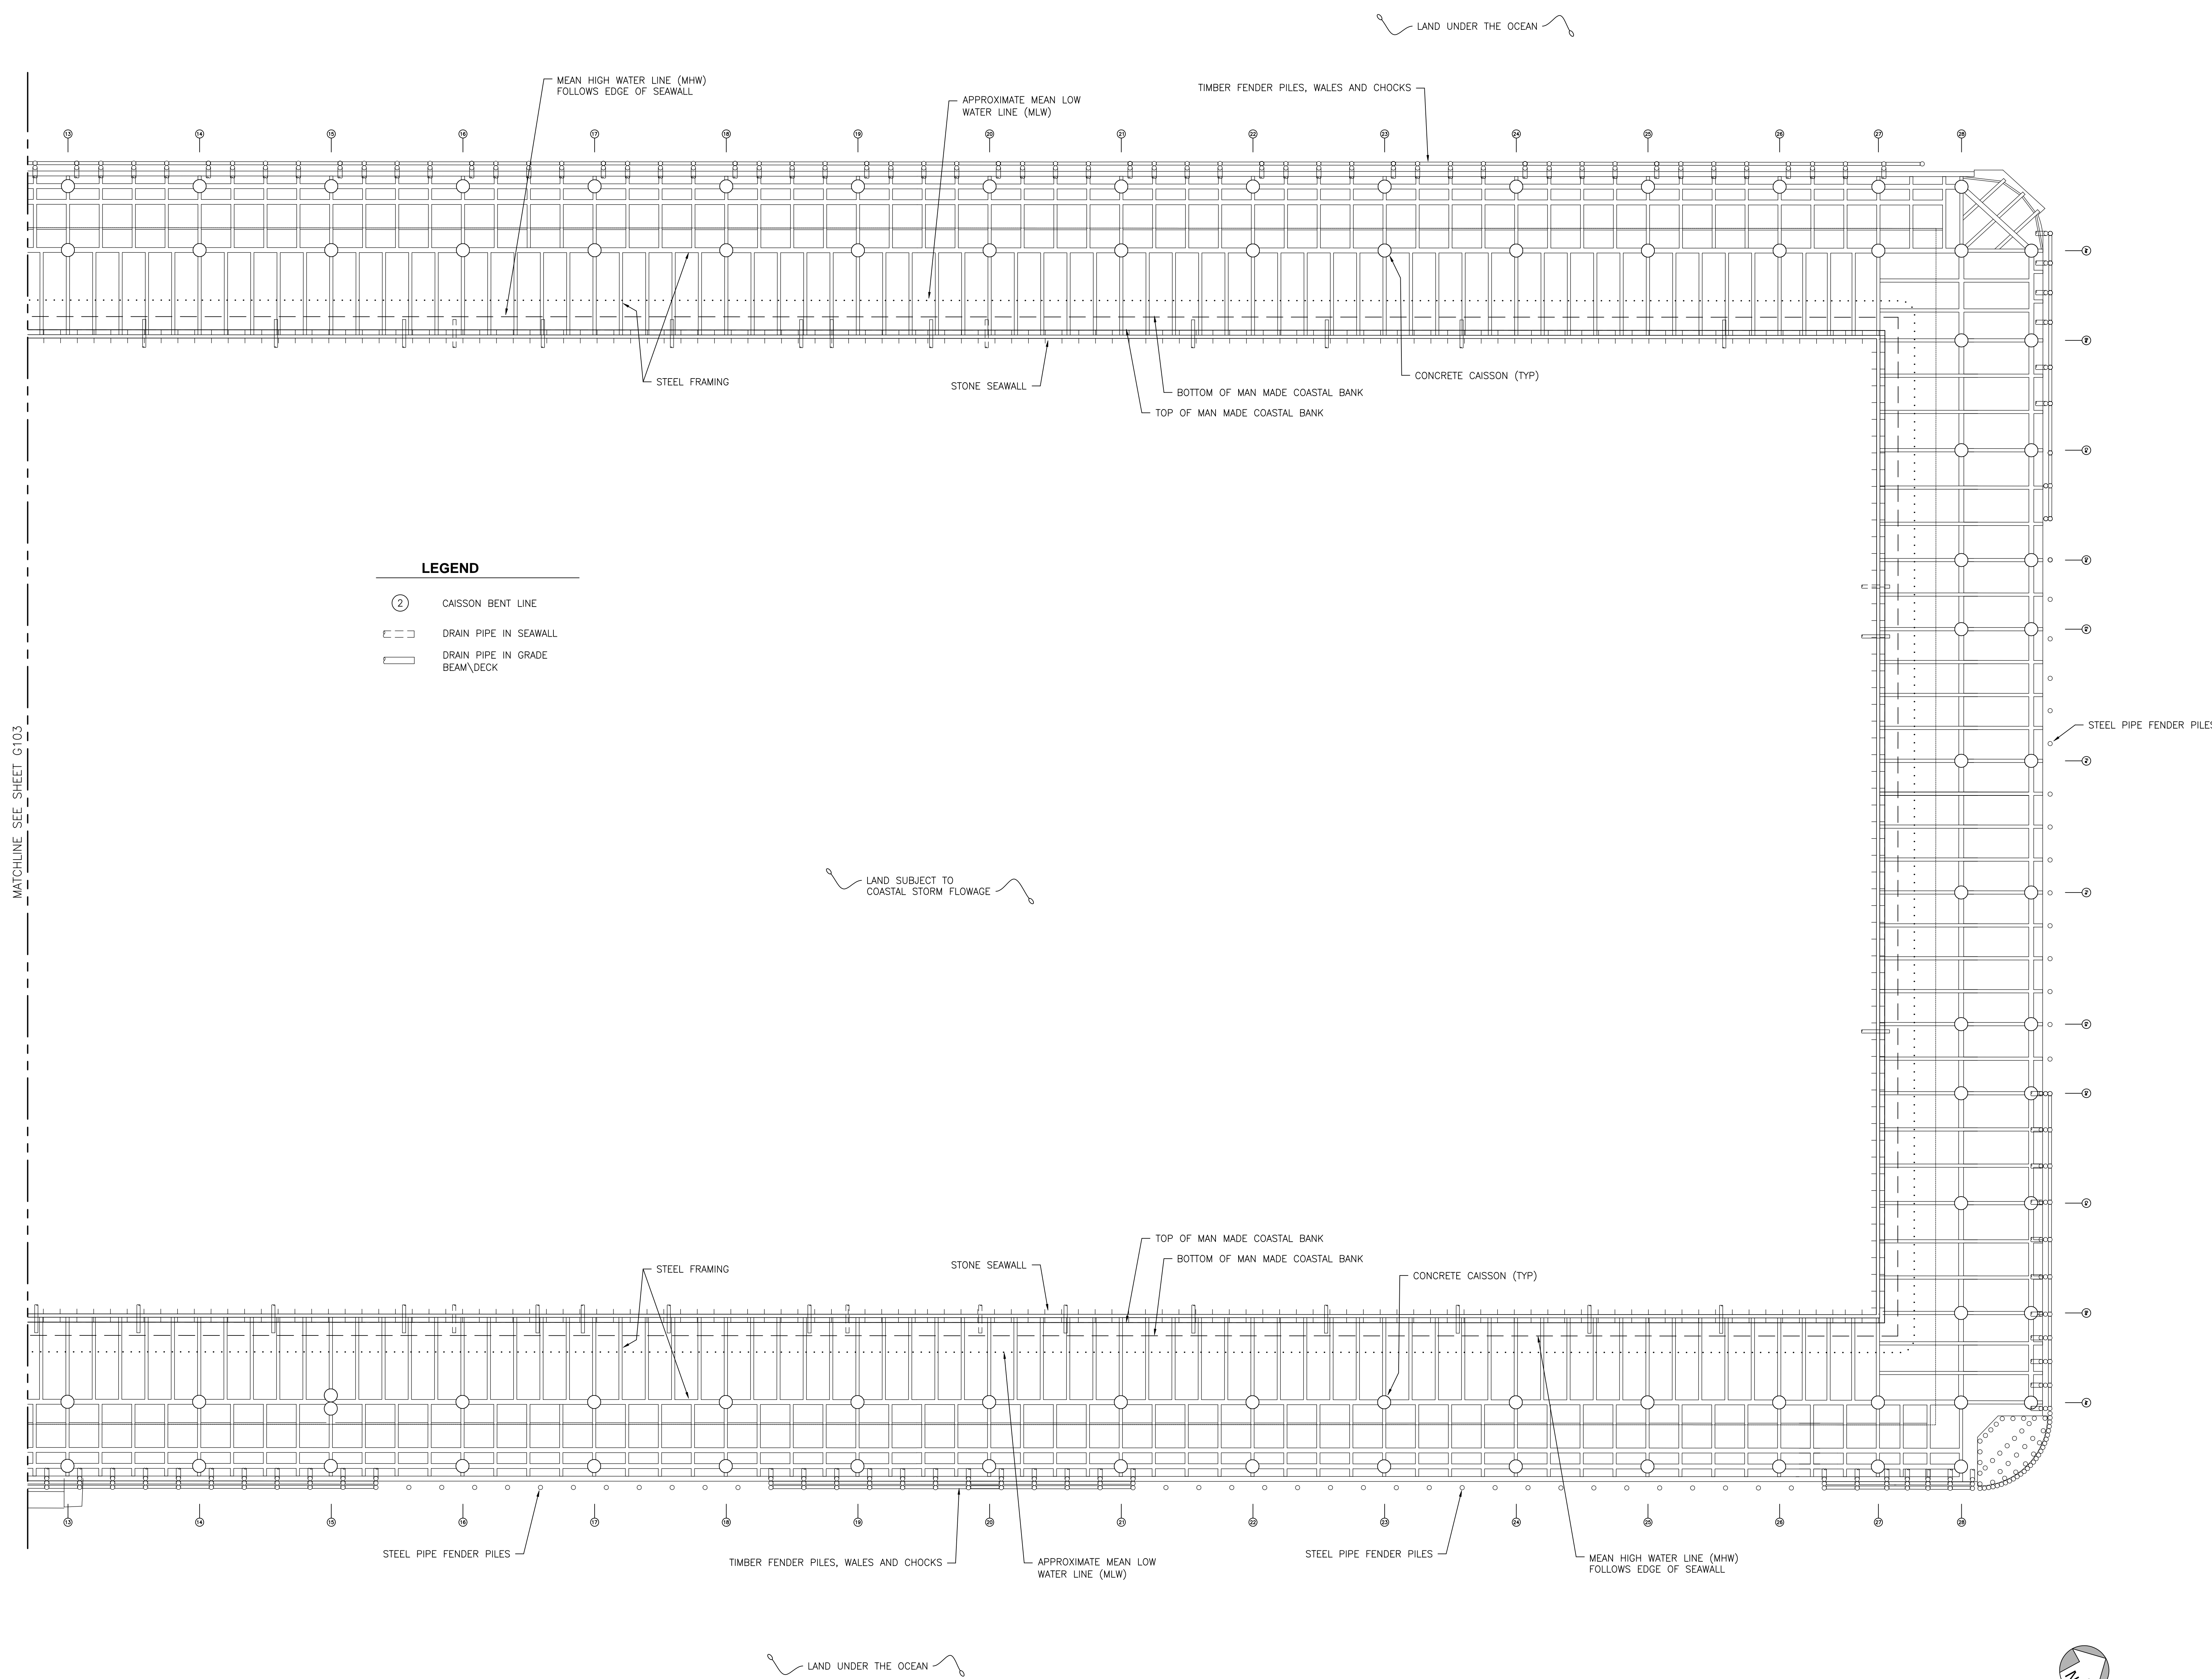 LAND UNDER THE OCEAN
MEAN HIGH WATER LINE (MHW)
FOLLOWS EDGE OF SEAWALL
APPROXIMATE MEAN LOW
WATER LINE (MLW)
TIMBER FENDER PILES, WALES AND CHOCKS
13 14 15 16 17 18 19 20 21 22 23 24 25 26 27 28
STEEL FRAMING
STONE SEAWALL
CONCRETE CAISSON (TYP)
BOTTOM OF MAN MADE COASTAL BANK
TOP OF MAN MADE COASTAL BANK
LEGEND
2 CAISSON BENT LINE
DRAIN PIPE IN SEAWALL
DRAIN PIPE IN GRADE
BEAM\DECK
MATCHLINE SEE SHEET G103
STEEL PIPE FENDER PILES
LAND SUBJECT TO
COASTAL STORM FLOWAGE
TOP OF MAN MADE COASTAL BANK
BOTTOM OF MAN MADE COASTAL BANK
STONE SEAWALL
STEEL FRAMING
CONCRETE CAISSON (TYP)
13 14 15 16 17 18 19 20 21 22 23 24 25 26 27 28
STEEL PIPE FENDER PILES
TIMBER FENDER PILES, WALES AND CHOCKS
APPROXIMATE MEAN LOW
WATER LINE (MLW)
STEEL PIPE FENDER PILES
MEAN HIGH WATER LINE (MHW)
FOLLOWS EDGE OF SEAWALL
LAND UNDER THE OCEAN